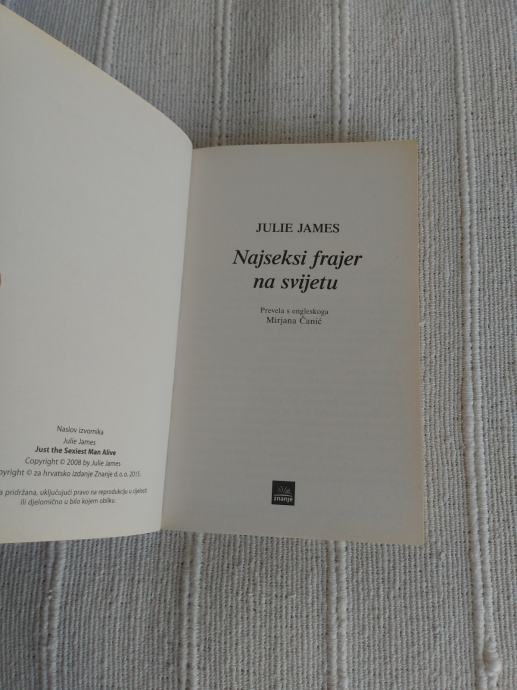 Naslov izvornika
Julie James
Just the Sexiest Man Alive
Copyright © 2008 by Julie James
opyright © za hrvatsko izdanje Znanje d. o. o. 2015.
a pridržana, uključujući pravo na reprodukciju u cijelosti
ili djelomično u bilo kojem obliku.
JULIE JAMES
Najseksi frajer
na svijetu
Prevela s engleskoga
Mirjana Čanić
znanje